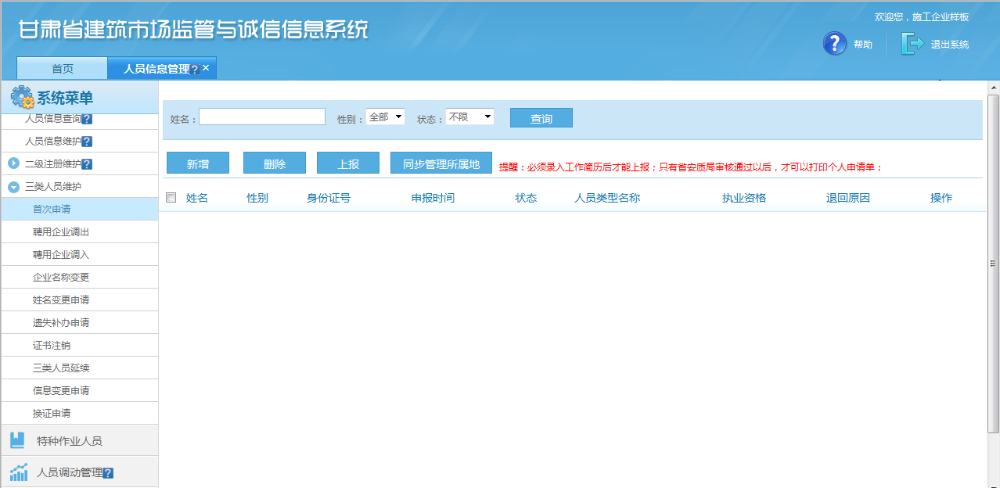 甘肃省建筑市场监管与诚信信息系统
欢迎您，施工企业样板
帮助
退出系统
首页
人员信息管理? ×
系统菜单
人员信息查询?
人员信息维护?
二级注册维护?
三类人员维护
首次申请
聘用企业调出
聘用企业调入
企业名称变更
姓名变更申请
遗失补办申请
证书注销
三类人员延续
信息变更申请
换证申请
特种作业人员
人员调动管理?
姓名： 性别：全部 状态：不限 查询
新增 删除 上报 同步管理所属地 提醒：必须录入工作简历后才能上报；只有省安质局审核通过以后，才可以打印个人申请单；
姓名 性别 身份证号 申报时间 状态 人员类型名称 执业资格 退回原因 操作